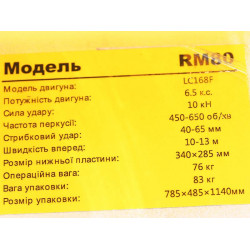 Модель RM80
Модель двигуна: LC168F
Потужність двигуна: 6.5 к.с.
Сила удару: 10 кН
Частота перкусії: 450-650 об/хв
Стрибковий удар: 40-65 мм
Швидкість вперед: 10-13 м
Розмір нижньої пластини: 340×285 мм
Операційна вага: 76 кг
Вага упаковки: 83 кг
Розмір упаковки: 785×485×1140мм